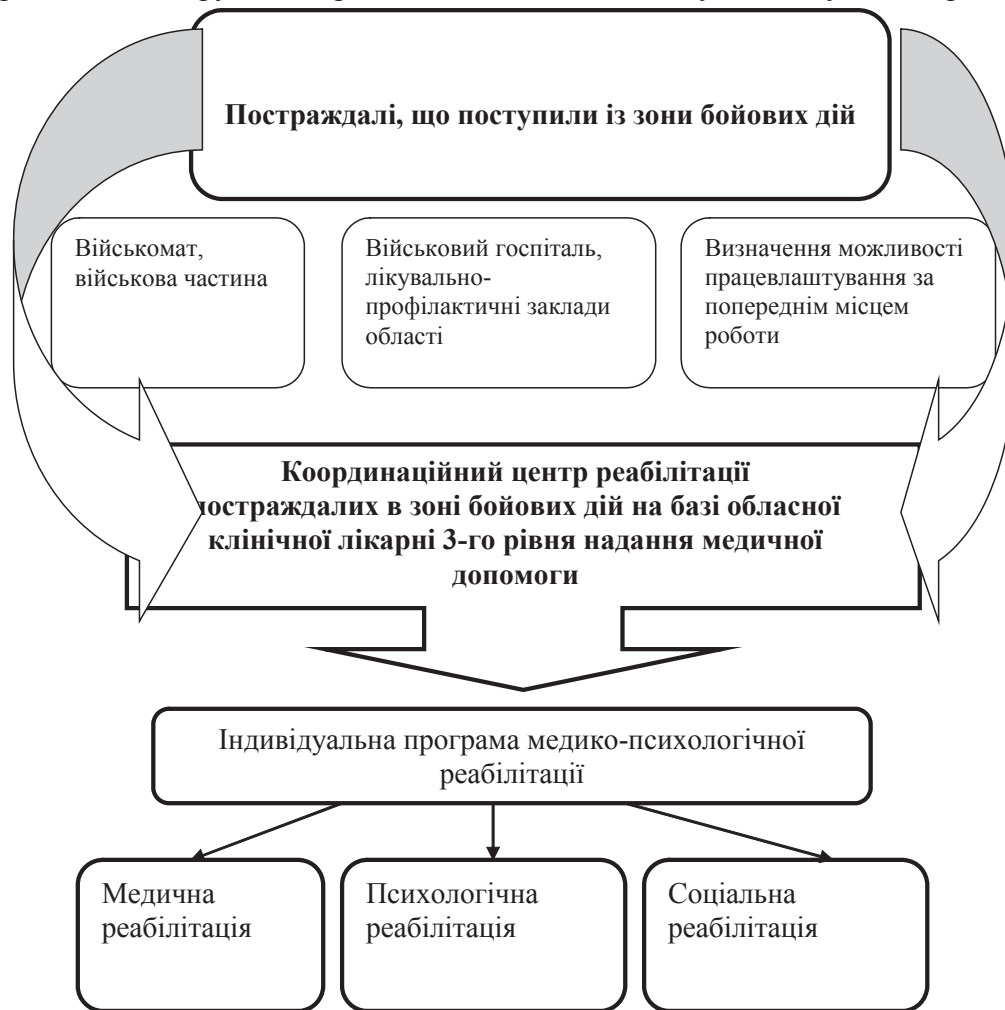 Постраждалі, що поступили із зони бойових дій
Військомат,
військова частина
Військовий госпіталь,
лікувально-
профілактичні заклади
області
Визначення можливості
працевлаштування за
попереднім місцем
роботи
Координаційний центр реабілітації
постраждалих в зоні бойових дій на базі обласної
клінічної лікарні 3-го рівня надання медичної
допомоги
Індивідуальна програма медико-психологічної
реабілітації
Медична
реабілітація
Психологічна
реабілітація
Соціальна
реабілітація